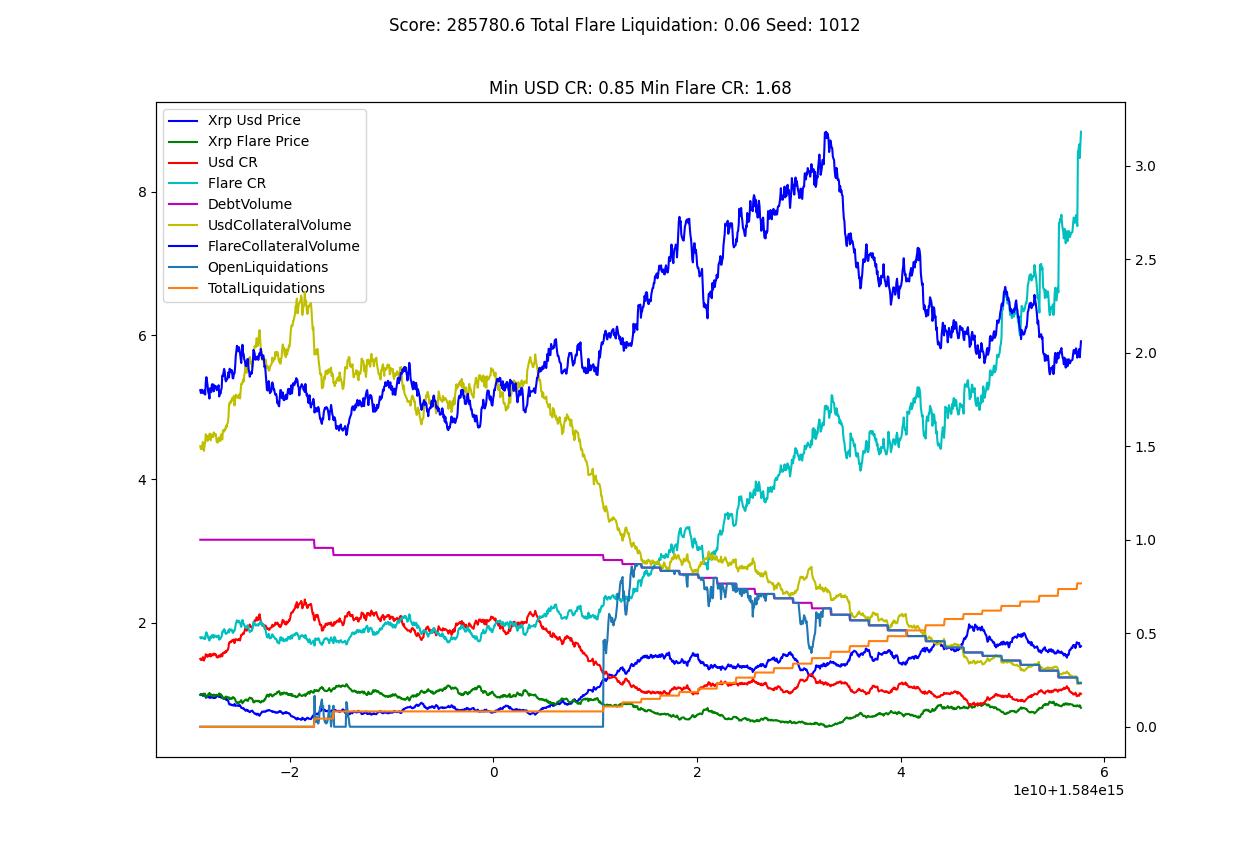 Score: 285780.6 Total Flare Liquidation: 0.06 Seed: 1012
Min USD CR: 0.85 Min Flare CR: 1.68
Xrp Usd Price
Xrp Flare Price
Usd CR
Flare CR
DebtVolume
UsdCollateralVolume
FlareCollateralVolume
OpenLiquidations
TotalLiquidations
8
6
4
2
3.0
2.5
2.0
1.5
1.0
0.5
0.0
−2
0
2
4
6
1e10+1.584e15